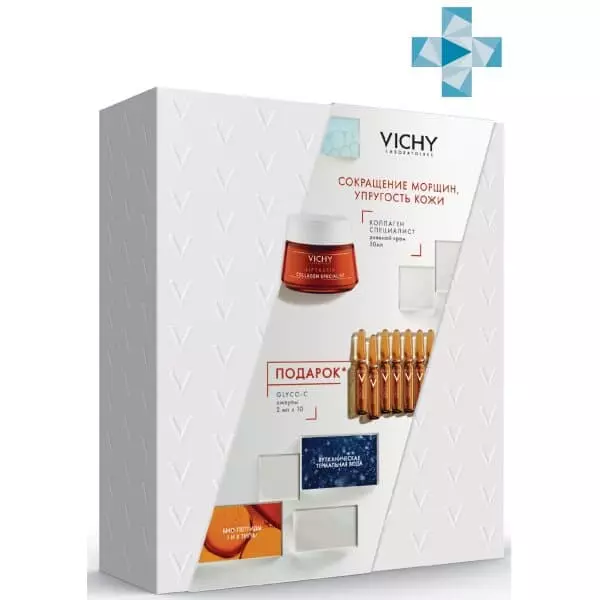 VICHY
LABORATOIRES
СОКРАЩЕНИЕ МОРЩИН,
УПРУГОСТЬ КОЖИ
КОЛЛАГЕН
СПЕЦИАЛИСТ
дневной крем
50мл
VICHY
LIFTACTIV
COLLAGEN SPECIALIST
ПОДАРОК*
GLYCO-C
ампулы
2 мл x 10
ВУЛКАНИЧЕСКАЯ
ТЕРМАЛЬНАЯ ВОДА
БИО-ПЕПТИДЫ